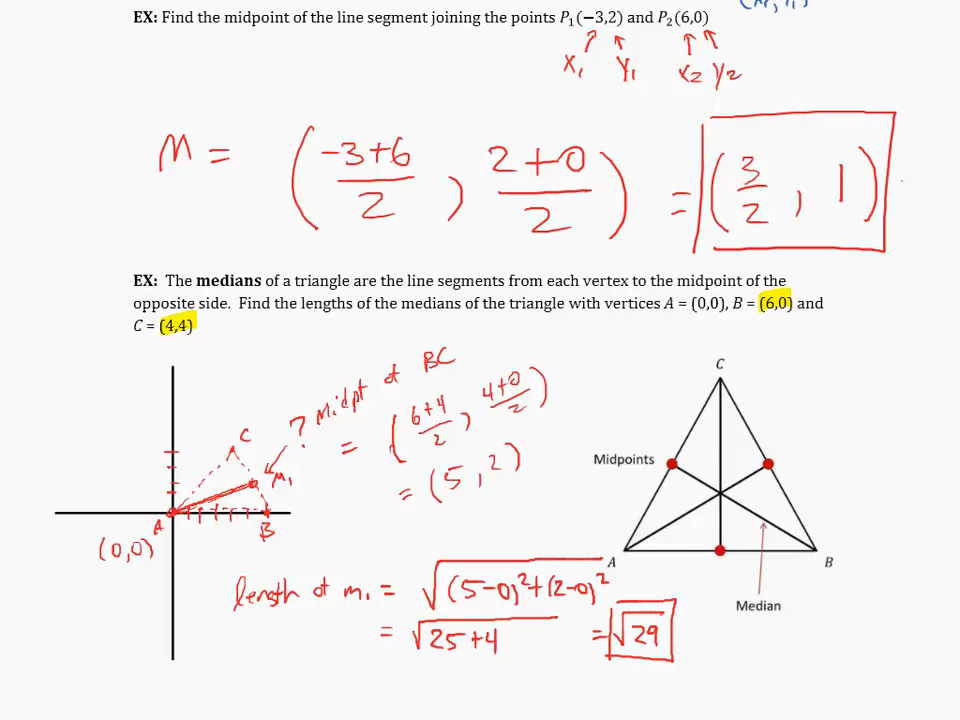 EX: Find the midpoint of the line segment joining the points P₁(−3,2) and P₂(6,0)
x₁ y₁ x₂ y₂
M = (-3+6/2, 2+0/2) = (3/2, 1)
EX: The medians of a triangle are the line segments from each vertex to the midpoint of the
opposite side. Find the lengths of the medians of the triangle with vertices A = (0,0), B = (6,0) and
C = (4,4)
? Midpt of BC
= (6+4/2, 4+0/2)
= (5, 2)
C
M₁
A
B
(0,0)
length of m₁ = √(5-0)²+(2-0)²
= √25+4 = √29
C
Midpoints
A
B
Median